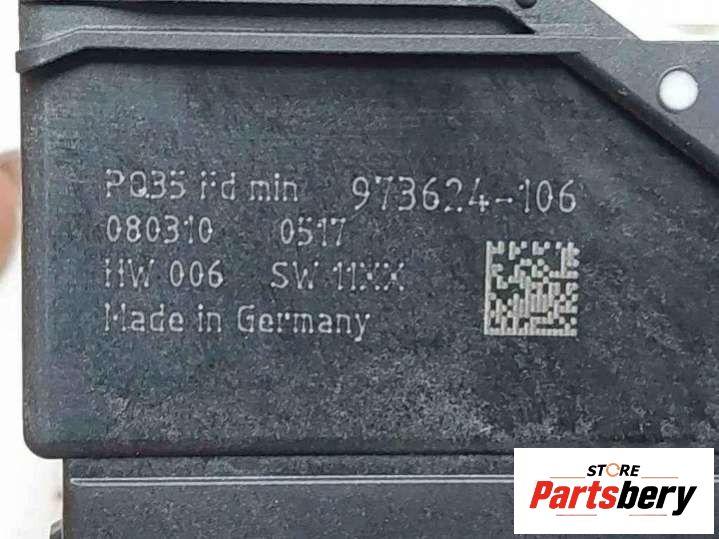 PQ35 Fd min 973624-106
080310 0517
HW 006 SW 11XX
Made in Germany
STORE
Partsbery